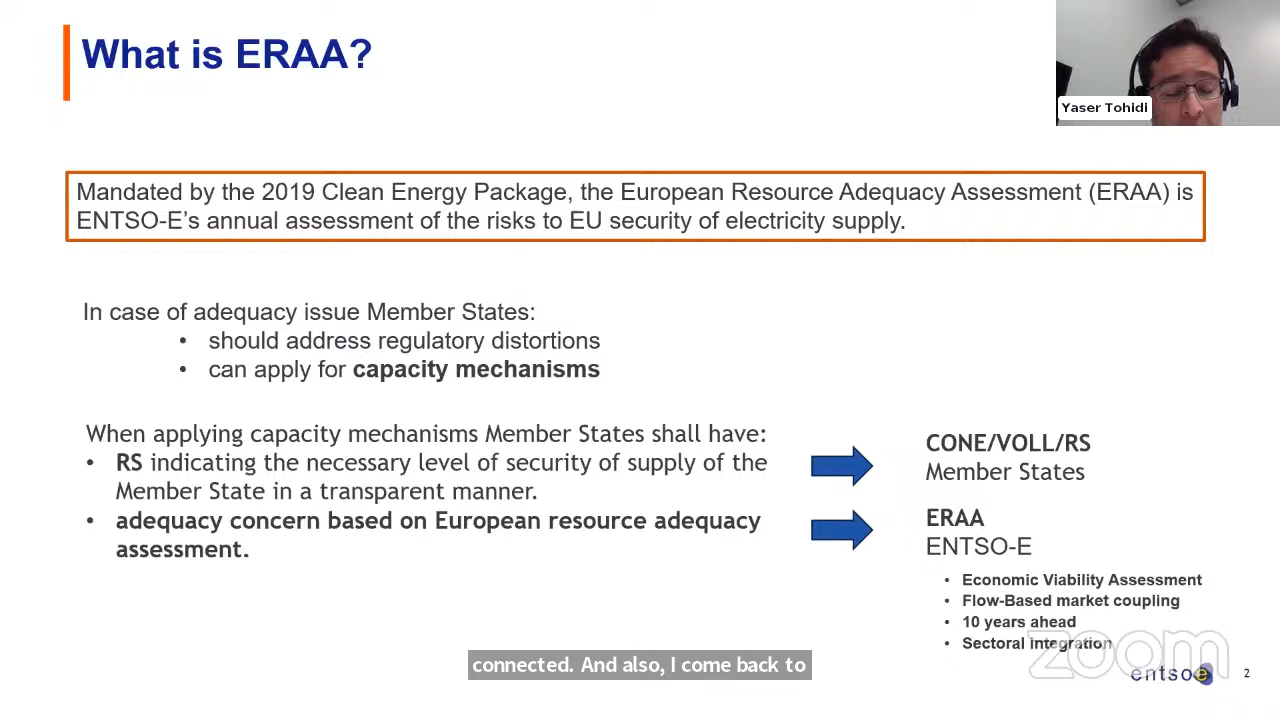 What is ERAA?
Yaser Tohidi
Mandated by the 2019 Clean Energy Package, the European Resource Adequacy Assessment (ERAA) is
ENTSO-E’s annual assessment of the risks to EU security of electricity supply.
In case of adequacy issue Member States:
• should address regulatory distortions
• can apply for capacity mechanisms
When applying capacity mechanisms Member States shall have:
• RS indicating the necessary level of security of supply of the
Member State in a transparent manner.
• adequacy concern based on European resource adequacy
assessment.
CONE/VOLL/RS
Member States
ERAA
ENTSO-E
• Economic Viability Assessment
• Flow-Based market coupling
• 10 years ahead
• Sectoral integration
zoom
connected. And also, I come back to
entsoe
2